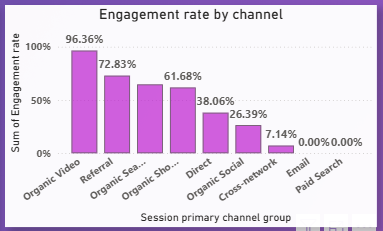 Engagement rate by channel
Sum of Engagement rate
100%
50%
0%
96.36%
72.83%
61.68%
38.06%
26.39%
7.14%
0.00%
0.00%
Organic Video
Referral
Organic Sea...
Organic Sho...
Direct
Organic Social
Cross-network
Email
Paid Search
Session primary channel group